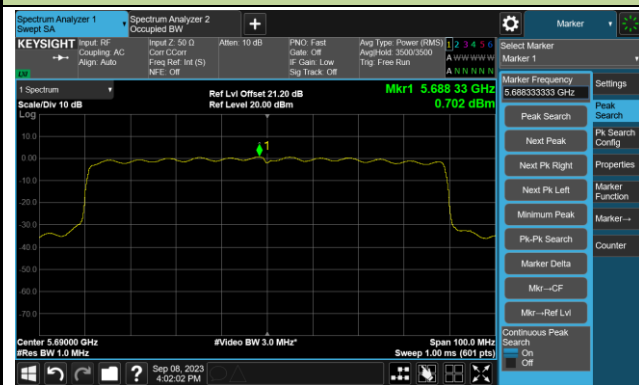 Spectrum Analyzer 1
Swept SA
Spectrum Analyzer 2
Occupied BW
+
Marker
KEYSIGHT
Input: RF
Coupling: AC
Align: Auto
Input Z: 50 Ω
Corr CCorr
Freq Ref: Int (S)
NFE: Off
Atten: 10 dB
PNO: Fast
Gate: Off
IF Gain: Low
Sig Track: Off
Avg Type: Power (RMS)
Avg|Hold: 3500/3500
Trig: Free Run
1 2 3 4 5 6
A W W W W W
A N N N N N
LXI
Select Marker
Marker 1
1 Spectrum
Scale/Div 10 dB
Log
Ref Lvl Offset 21.20 dB
Ref Level 20.00 dBm
Mkr1 5.688 33 GHz
0.702 dBm
1
10.0
0.00
-10.0
-20.0
-30.0
-40.0
-50.0
-60.0
-70.0
Center 5.69000 GHz
#Res BW 1.0 MHz
#Video BW 3.0 MHz*
Span 100.0 MHz
Sweep 1.00 ms (601 pts)
Marker Frequency
5.688333333 GHz
Peak Search
Next Peak
Next Pk Right
Next Pk Left
Minimum Peak
Pk-Pk Search
Marker Delta
Mkr→CF
Mkr→Ref Lvl
Continuous Peak
Search
On
Off
Settings
Peak
Search
Pk Search
Config
Properties
Marker
Function
Marker→
Counter
?
Sep 08, 2023
4:02:02 PM